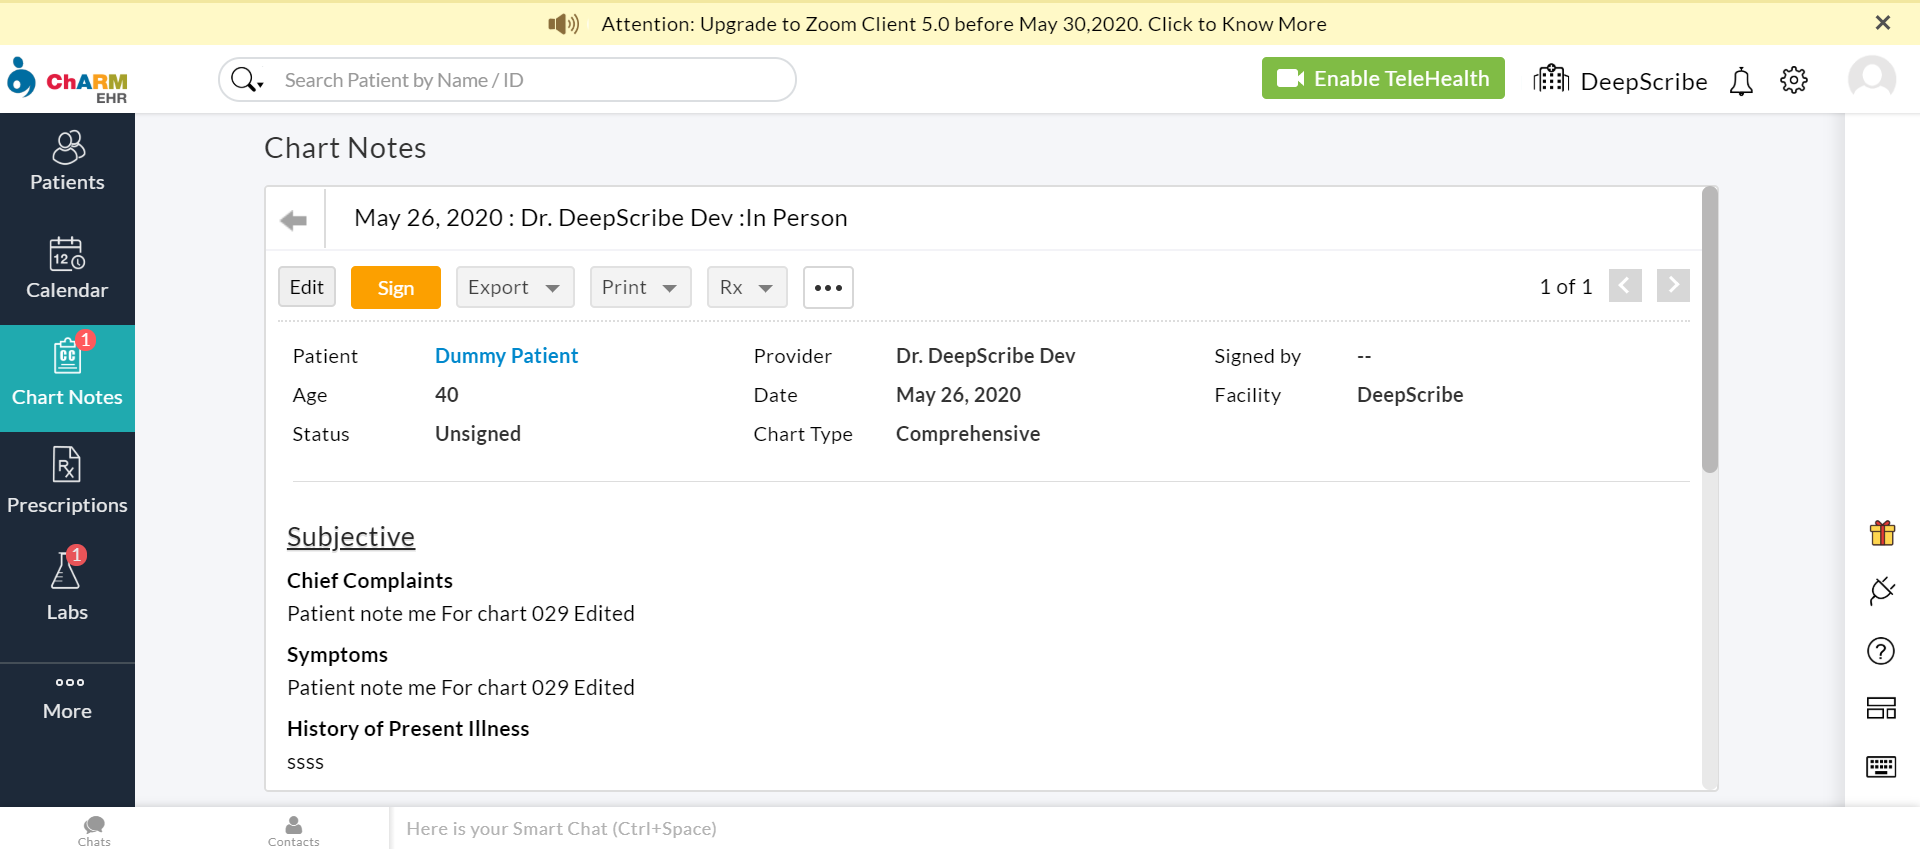 Attention: Upgrade to Zoom Client 5.0 before May 30,2020. Click to Know More
ChARM
EHR
Search Patient by Name / ID
Enable TeleHealth
DeepScribe
Patients
12
Calendar
1
CC
Chart Notes
Rx
Prescriptions
1
Labs
More
Chart Notes
May 26, 2020 : Dr. DeepScribe Dev :In Person
Edit Sign Export Print Rx 1 of 1
Patient Dummy Patient Provider Dr. DeepScribe Dev Signed by --
Age 40 Date May 26, 2020 Facility DeepScribe
Status Unsigned Chart Type Comprehensive
Subjective
Chief Complaints
Patient note me For chart 029 Edited
Symptoms
Patient note me For chart 029 Edited
History of Present Illness
ssss
?
Chats
Contacts
Here is your Smart Chat (Ctrl+Space)